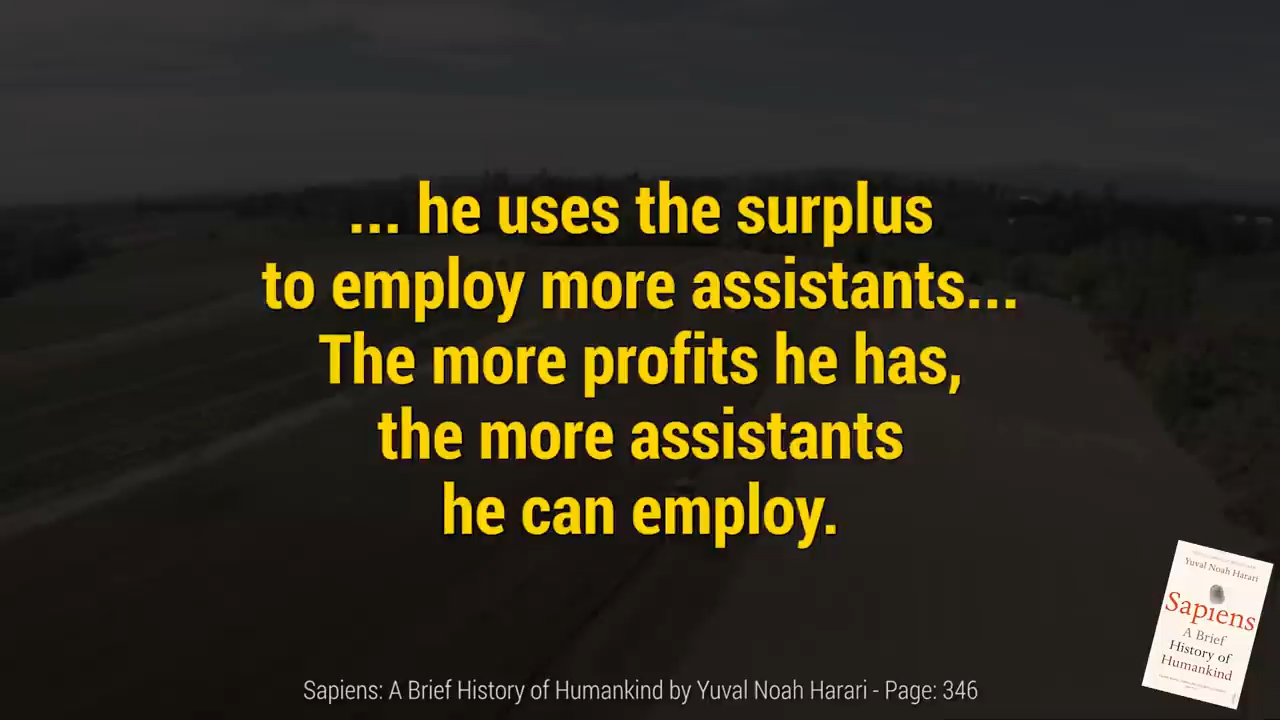 ... he uses the surplus
to employ more assistants...
The more profits he has,
the more assistants
he can employ.
Sapiens: A Brief History of Humankind by Yuval Noah Harari - Page: 346
Yuval Noah Harari
Sapiens
A Brief
History of
Humankind